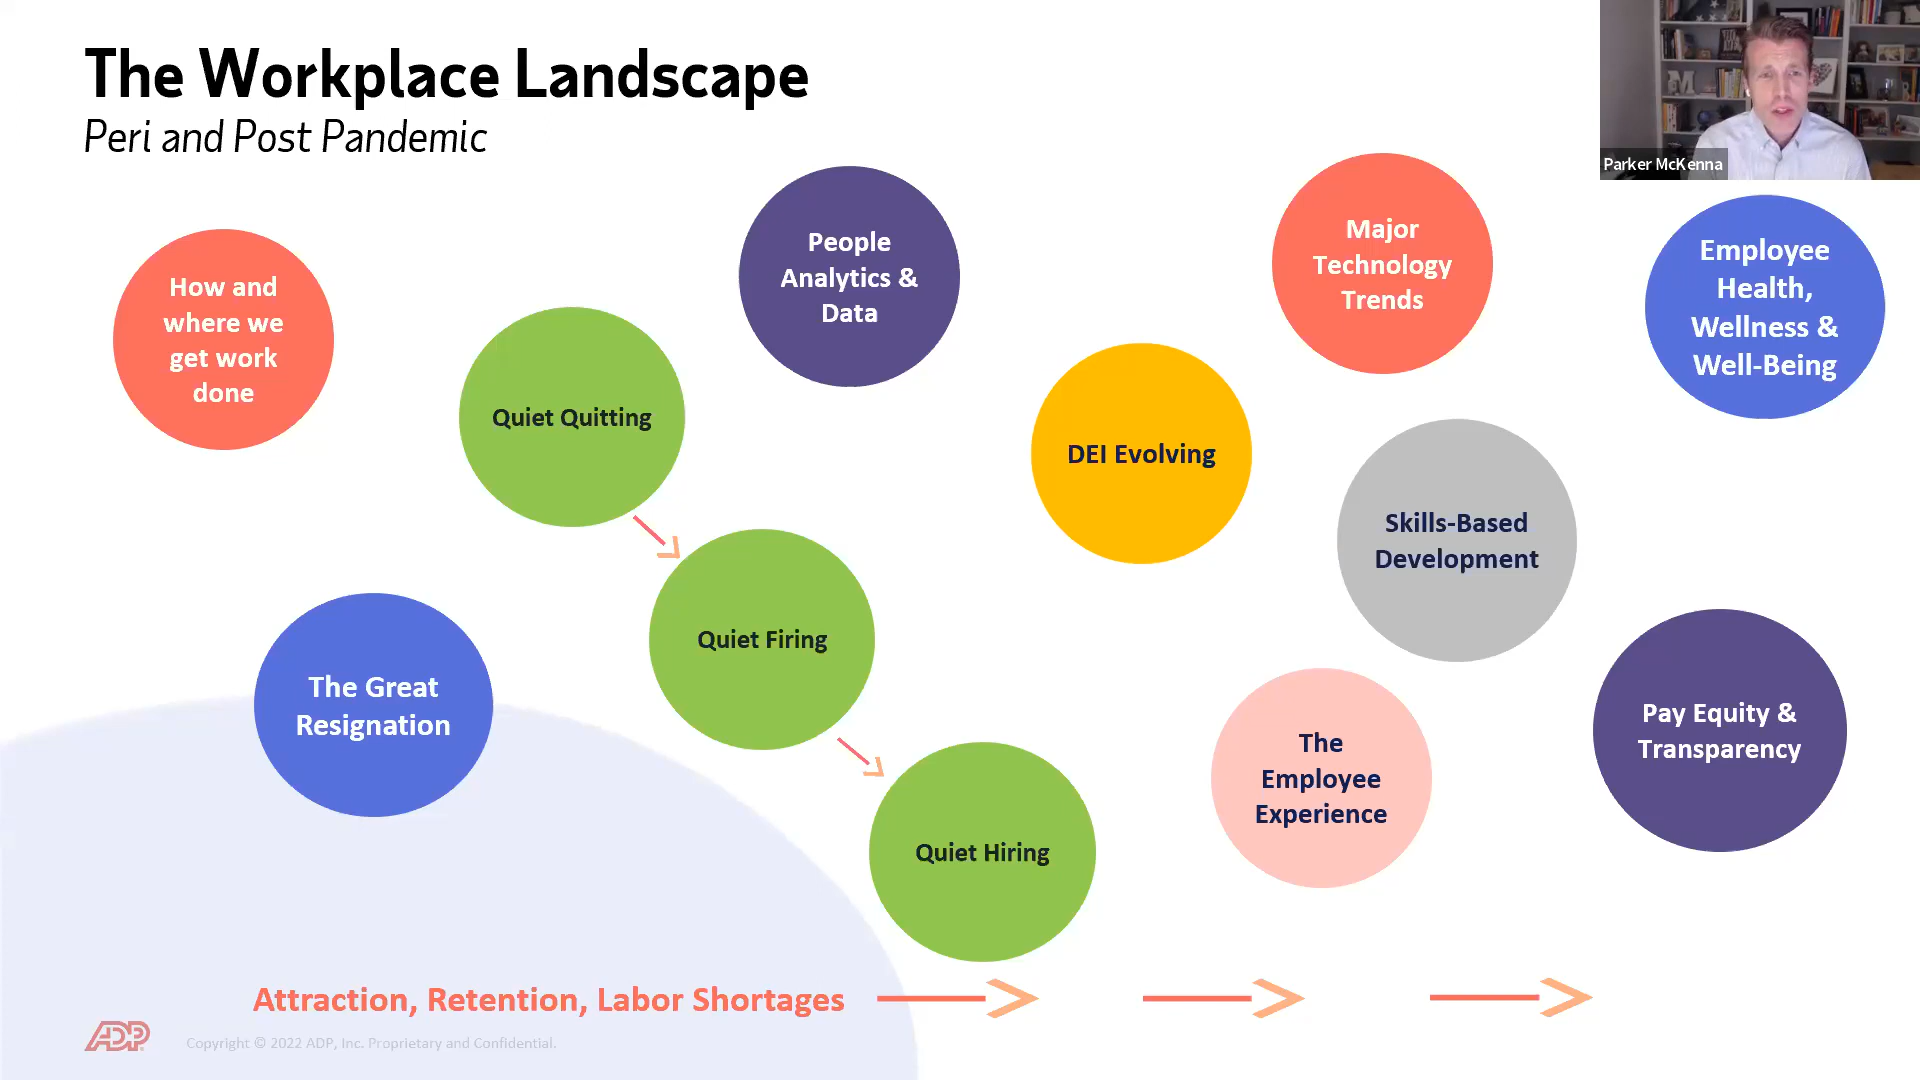 The Workplace Landscape
Peri and Post Pandemic
Parker McKenna
How and
where we
get work
done
Quiet Quitting
People
Analytics &
Data
Major
Technology
Trends
Employee
Health,
Wellness &
Well-Being
DEI Evolving
Skills-Based
Development
Quiet Firing
The Great
Resignation
Quiet Hiring
The
Employee
Experience
Pay Equity &
Transparency
Attraction, Retention, Labor Shortages
ADP
Copyright © 2022 ADP, Inc. Proprietary and Confidential.